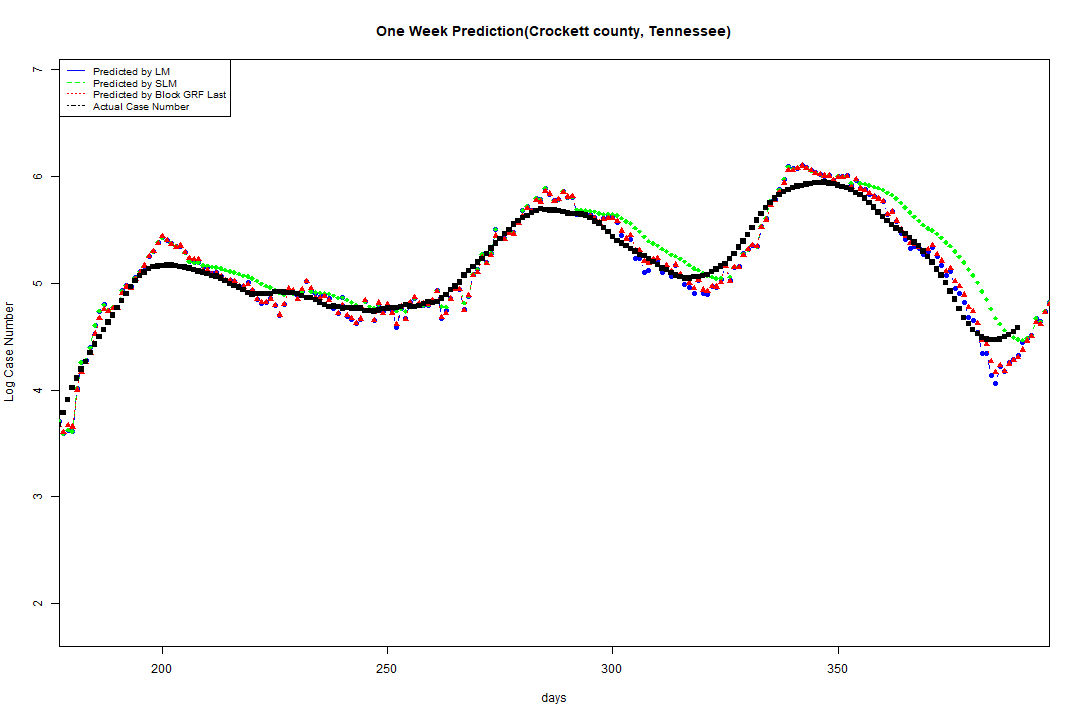 One Week Prediction(Crockett county, Tennessee)
7
Predicted by LM
Predicted by SLM
Predicted by Block GRF Last
Actual Case Number
6
5
4
3
2
Log Case Number
200
250
300
350
days